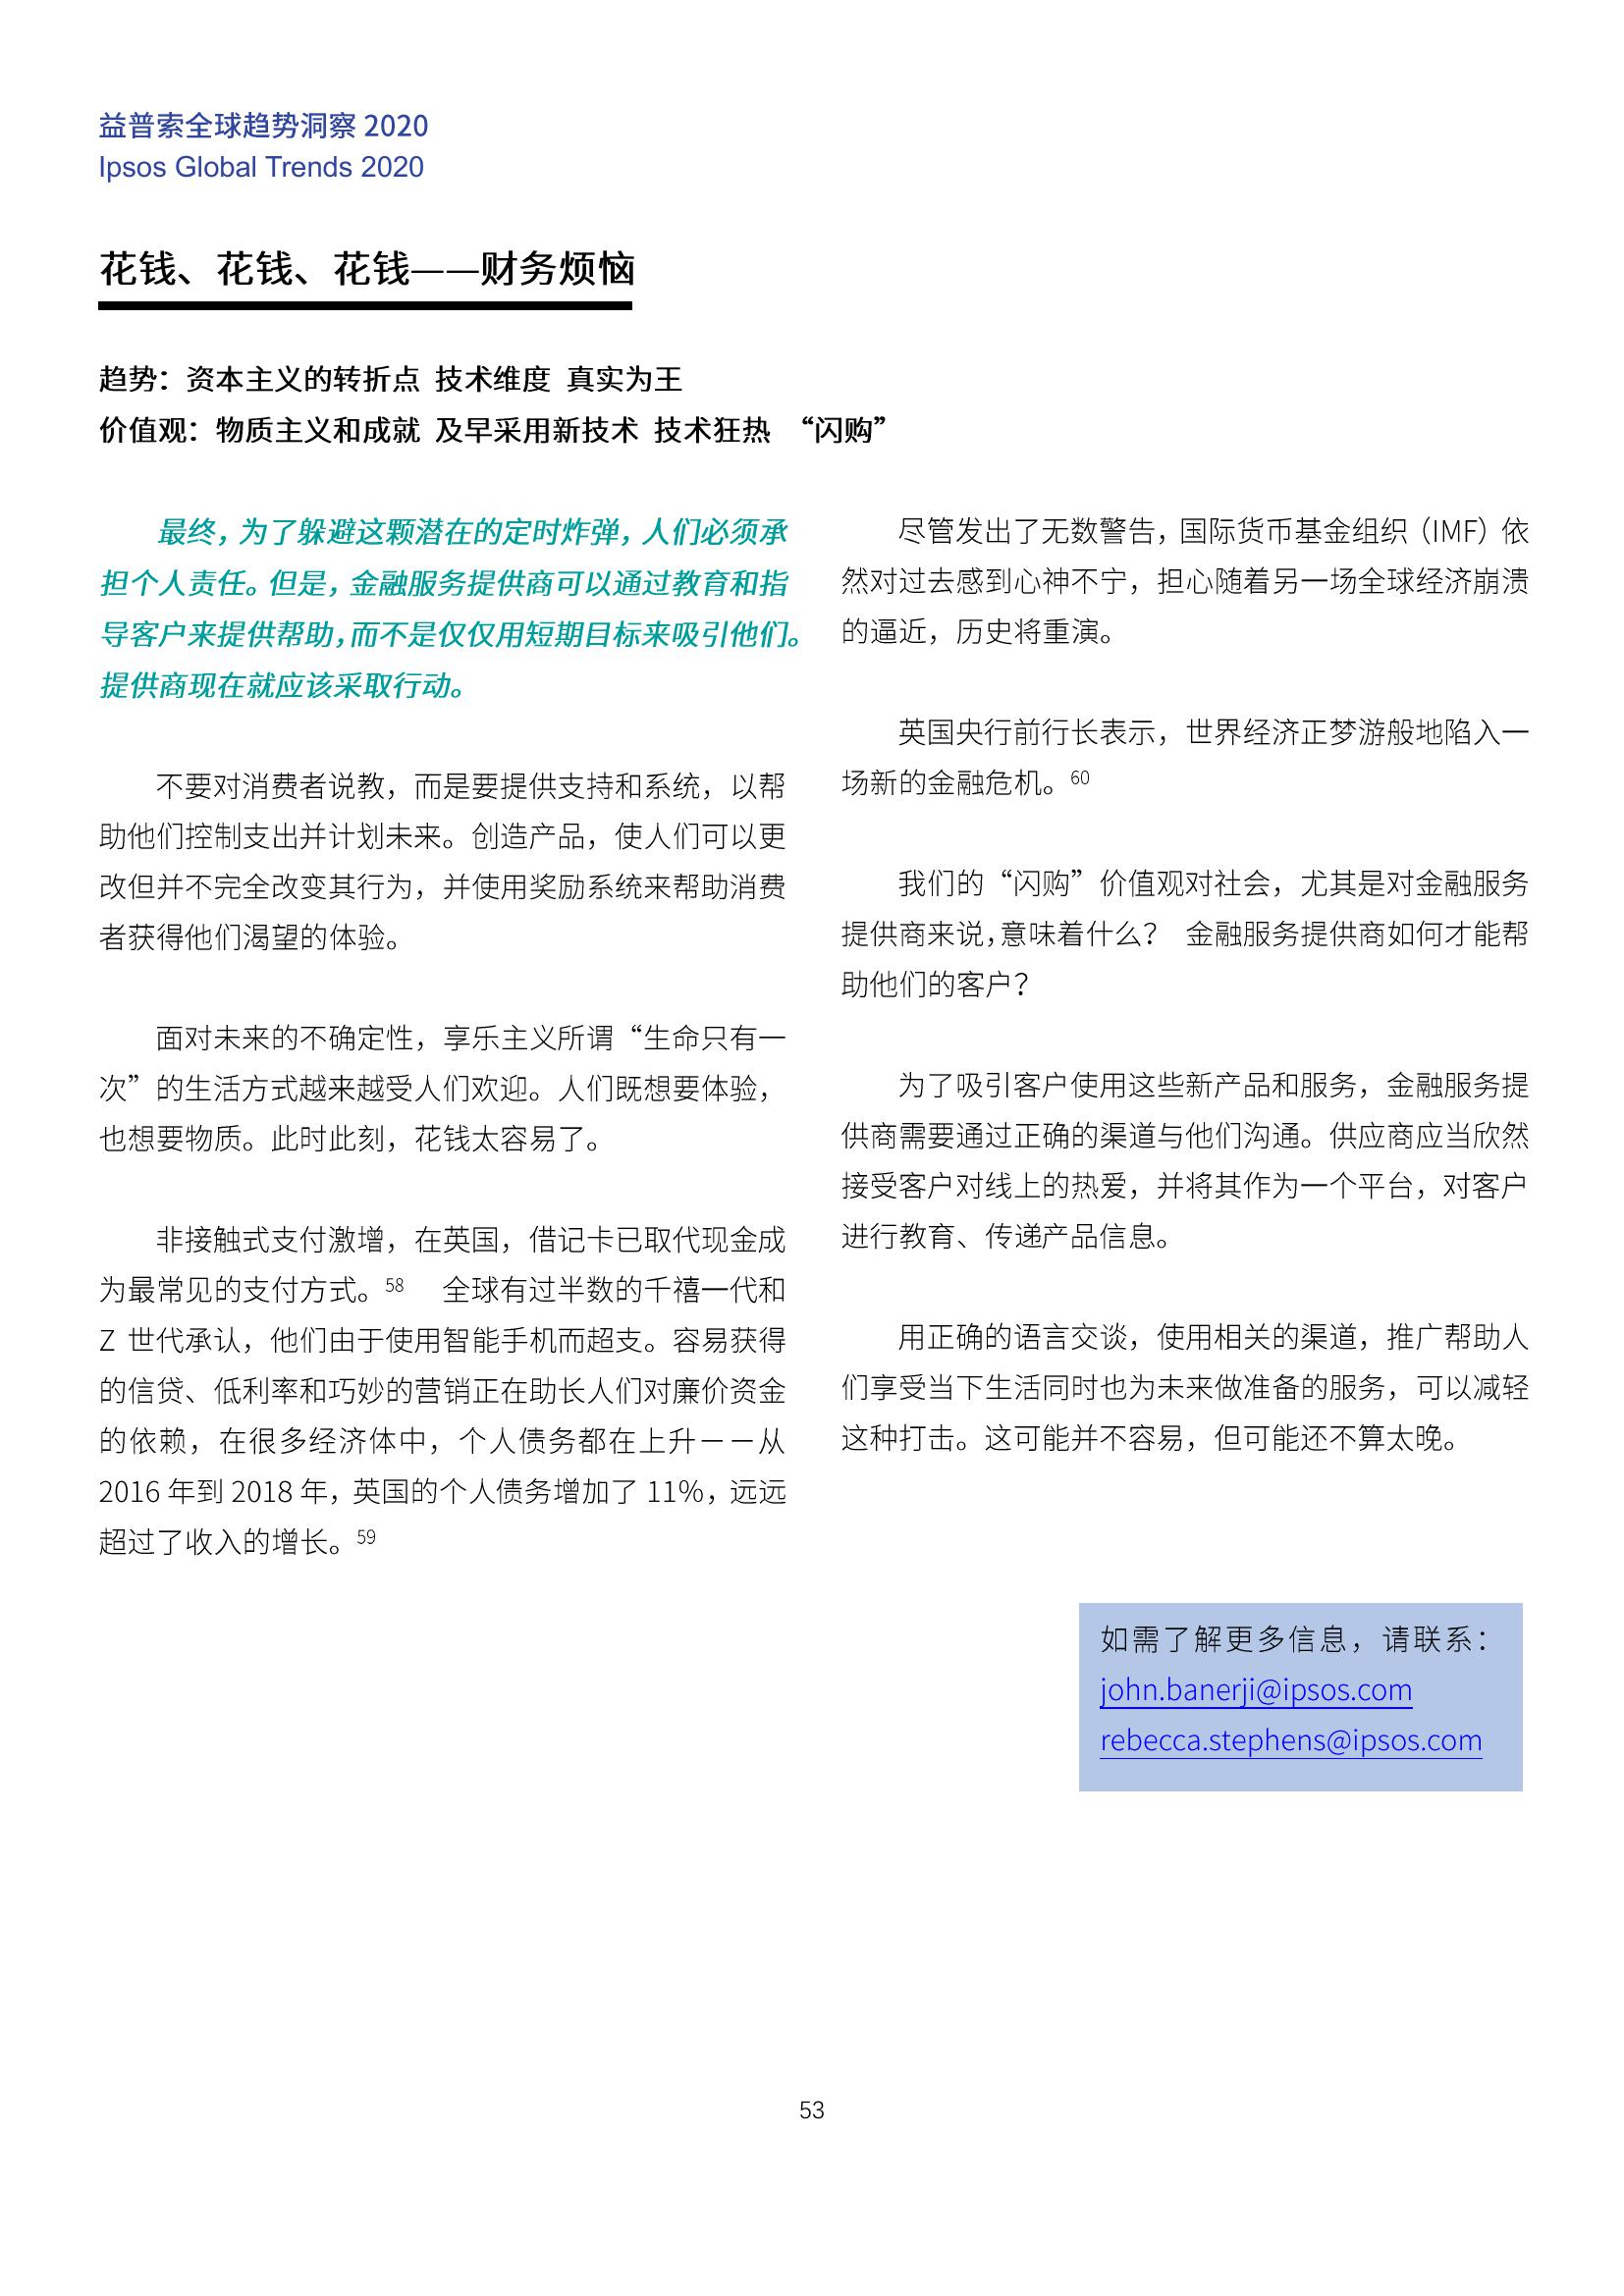 益普索全球趋势洞察 2020
Ipsos Global Trends 2020
花钱、花钱、花钱——财务烦恼
趋势：资本主义的转折点 技术维度 真实为王
价值观：物质主义和成就 及早采用新技术 技术狂热 “闪购”
最终，为了躲避这颗潜在的定时炸弹，人们必须承
担个人责任。但是，金融服务提供商可以通过教育和指
导客户来提供帮助，而不是仅仅用短期目标来吸引他们。
提供商现在就应该采取行动。
不要对消费者说教，而是要提供支持和系统，以帮
助他们控制支出并计划未来。创造产品，使人们可以更
改但并不完全改变其行为，并使用奖励系统来帮助消费
者获得他们渴望的体验。
面对未来的不确定性，享乐主义所谓“生命只有一
次”的生活方式越来越受人们欢迎。人们既想要体验，
也想要物质。此时此刻，花钱太容易了。
非接触式支付激增，在英国，借记卡已取代现金成
为最常见的支付方式。58 全球有过半数的千禧一代和
Z 世代承认，他们由于使用智能手机而超支。容易获得
的信贷、低利率和巧妙的营销正在助长人们对廉价资金
的依赖，在很多经济体中，个人债务都在上升——从
2016 年到 2018 年，英国的个人债务增加了 11%，远远
超过了收入的增长。59
尽管发出了无数警告，国际货币基金组织（IMF）依
然对过去感到心神不宁，担心随着另一场全球经济崩溃
的逼近，历史将重演。
英国央行前行长表示，世界经济正梦游般地陷入一
场新的金融危机。60
我们的“闪购”价值观对社会，尤其是对金融服务
提供商来说，意味着什么？ 金融服务提供商如何才能帮
助他们的客户？
为了吸引客户使用这些新产品和服务，金融服务提
供商需要通过正确的渠道与他们沟通。供应商应当欣然
接受客户对线上的热爱，并将其作为一个平台，对客户
进行教育、传递产品信息。
用正确的语言交谈，使用相关的渠道，推广帮助人
们享受当下生活同时也为未来做准备的服务，可以减轻
这种打击。这可能并不容易，但可能还不算太晚。
如需了解更多信息，请联系：
john.banerji@ipsos.com
rebecca.stephens@ipsos.com
53